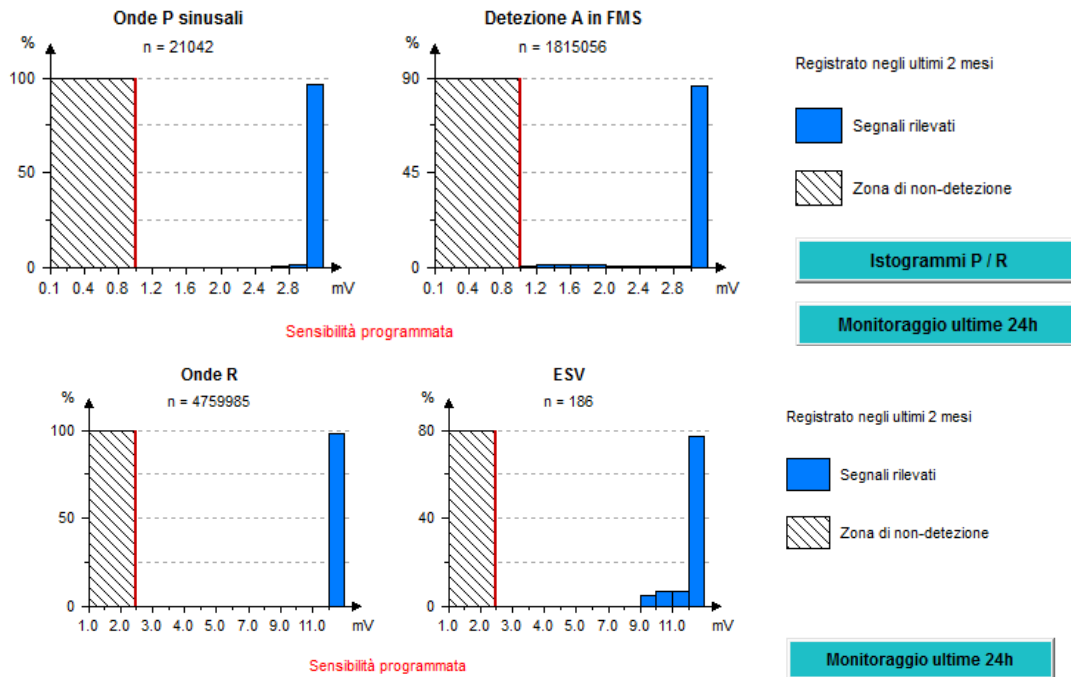 Onde P sinusali
n = 21042
%
100
50
0
0.1 0.4 0.8 1.2 1.6 2.0 2.4 2.8 mV
Detezione A in FMS
n = 1815056
%
90
45
0
0.1 0.4 0.8 1.2 1.6 2.0 2.4 2.8 mV
Sensibilità programmata
Registrato negli ultimi 2 mesi
Segnali rilevati
Zona di non-detezione
Istogrammi P / R
Monitoraggio ultime 24h
Onde R
n = 4759985
%
100
50
0
1.0 2.0 3.0 4.0 5.0 7.0 9.0 11.0 mV
ESV
n = 186
%
80
40
0
1.0 2.0 3.0 4.0 5.0 7.0 9.0 11.0 mV
Sensibilità programmata
Registrato negli ultimi 2 mesi
Segnali rilevati
Zona di non-detezione
Monitoraggio ultime 24h